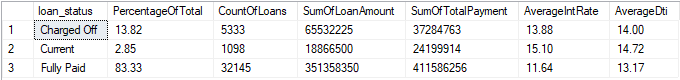 loan_status PercentageOfTotal CountOfLoans SumOfLoanAmount SumOfTotalPayment AverageIntRate AverageDti
1 Charged Off 13.82 5333 65532225 37284763 13.88 14.00
2 Current 2.85 1098 18866500 24199914 15.10 14.72
3 Fully Paid 83.33 32145 351358350 411586256 11.64 13.17